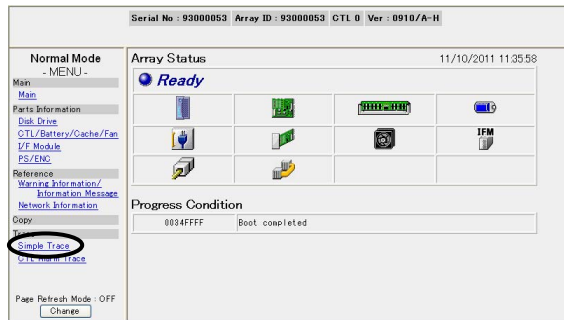 Serial No : 93000053 Array ID : 93000053 CTL 0 Ver : 0910/A-H
Normal Mode
- MENU -
Main
Main
Parts Information
Disk Drive
CTL/Battery/Cache/Fan
I/F Module
PS/ENC
Reference
Warning Information/
Information Message
Network Information
Copy
Trace
Simple Trace
CTL Alarm Trace
Page Refresh Mode : OFF
Change
Array Status 11/10/2011 11:35:58
Ready
IFM
Progress Condition
0034FFFF Boot completed